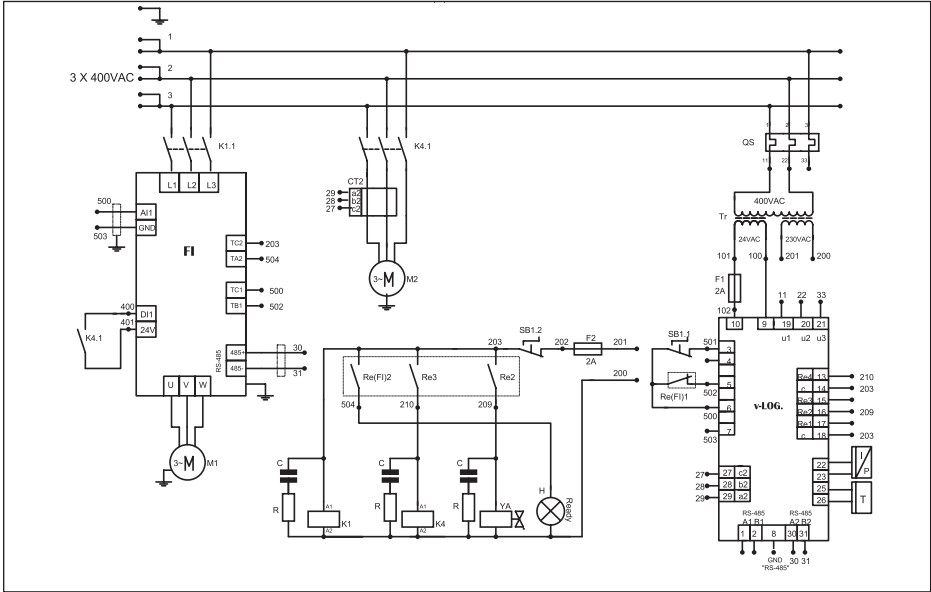 1
2
3 X 400VAC
3
K1.1
K4.1
1 2 3
QS
11 22 33
L1 L2 L3
CT2
29 a2
28 b2
27 c2
400VAC
Tr
24VAC 230VAC
500 AI1
503 GND
FI
TC2 203
TA2 504
TC1 500
TB1 502
3~ M M2
101 100 201 200
F1
2A
102
11 22 33
10 9 19 20 21
u1 u2 u3
400 DI1
401 24V
K4.1
RS-485
485+ 30
485- 31
U V W
3~ M M1
203 SB1.2 202 F2 201
2A
200
Re(FI)2 Re3 Re2
504 210 209
SB1.1 501
3
4
5
502
Re(FI)1
6
500
7
503
v-LOG.
Re4 13 210
c 14 203
Re3 15
Re2 16 209
Re1 17
c 18 203
22
23
I
P
25
26
T
27 27 c2
28 28 b2
29 29 a2
C
R
A1
A2
K1
C
R
A1
A2
K4
C
R
YA
H
Ready
RS-485 RS-485
A1 B1 A2 B2
1 2 8 30 31
GND 30 31
"RS-485"